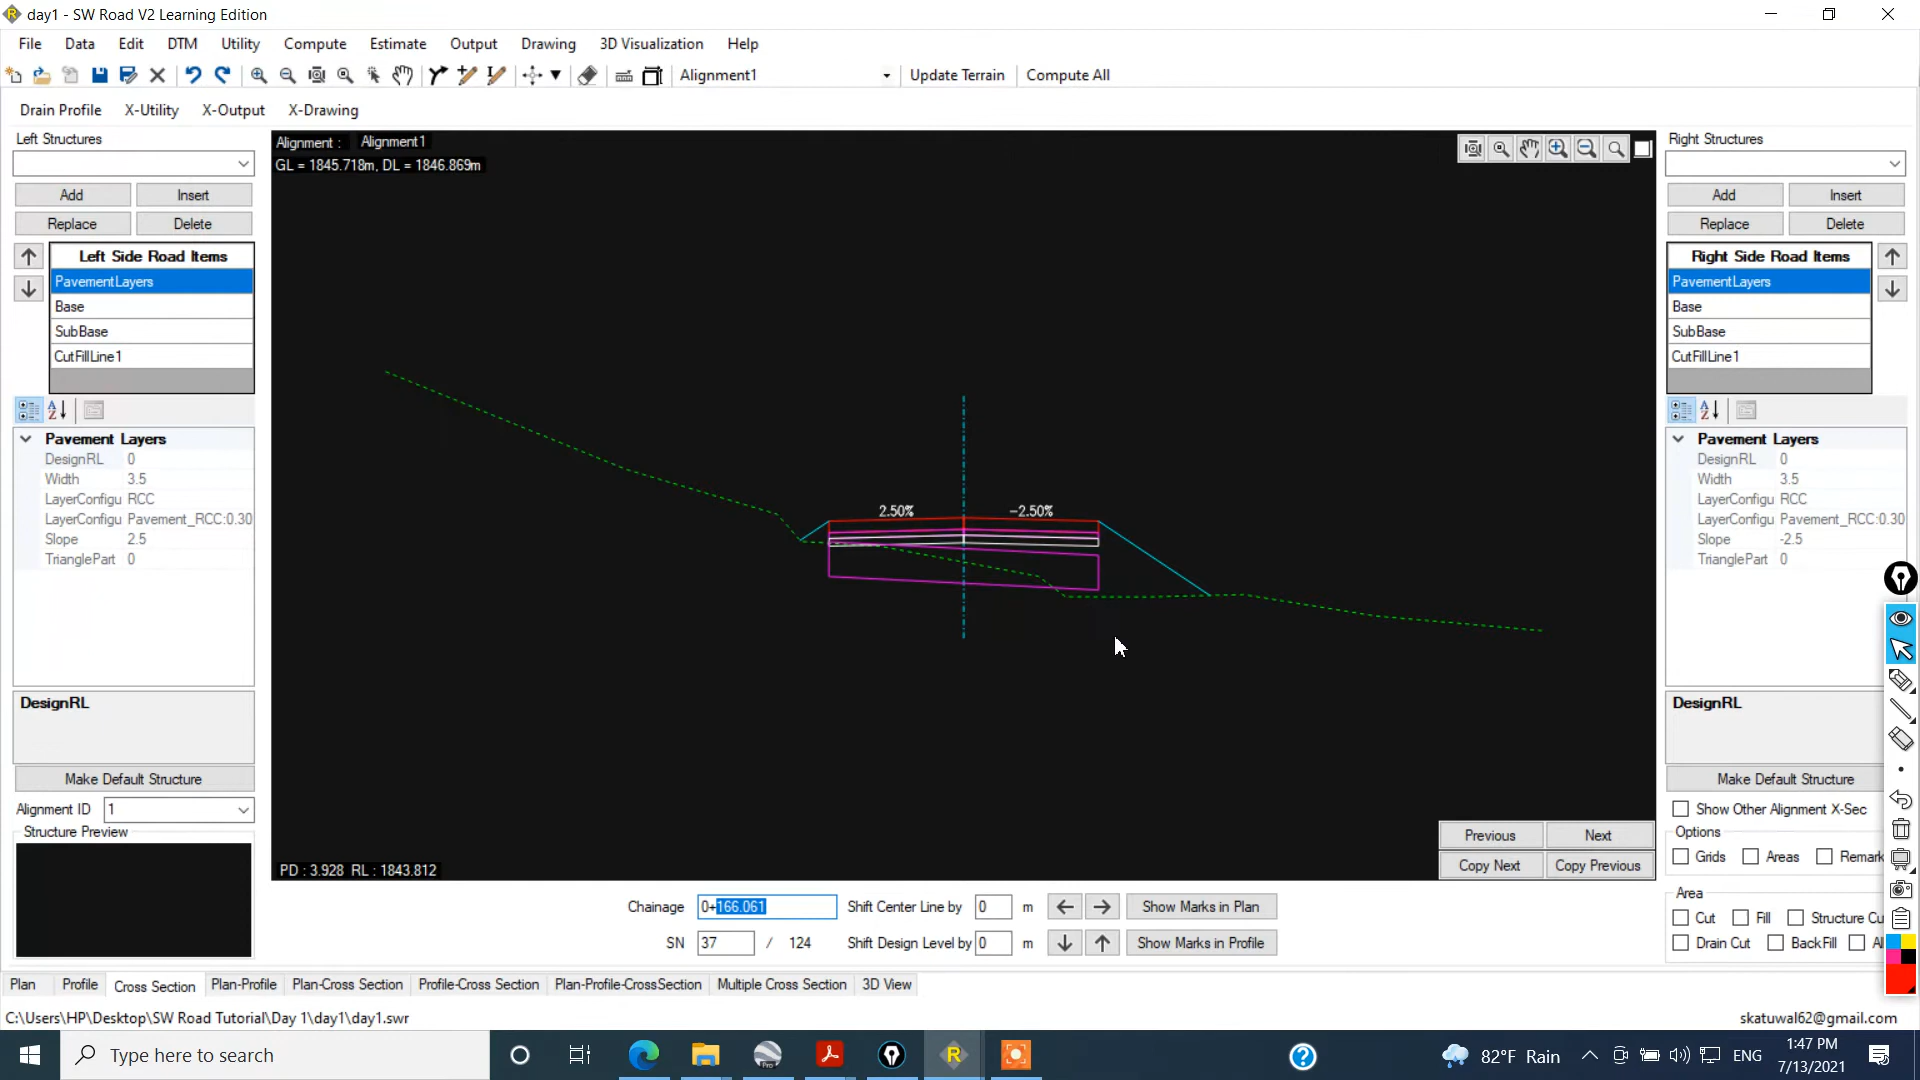 day1 - SW Road V2 Learning Edition
File Data Edit DTM Utility Compute Estimate Output Drawing 3D Visualization Help
Alignment1 Update Terrain Compute All
Drain Profile X-Utility X-Output X-Drawing
Left Structures
Add Insert
Replace Delete
Left Side Road Items
PavementLayers
Base
SubBase
CutFillLine1
Pavement Layers
DesignRL 0
Width 3.5
LayerConfigu RCC
LayerConfigu Pavement_RCC:0.30
Slope 2.5
TrianglePart 0
DesignRL
Make Default Structure
Alignment ID 1
Structure Preview
Alignment : Alignment1
GL = 1845.718m, DL = 1846.869m
2.50% -2.50%
PD : 3.928 RL : 1843.812
Previous Next
Copy Next Copy Previous
Chainage 0+166.061 Shift Center Line by 0 m Show Marks in Plan
SN 37 / 124 Shift Design Level by 0 m Show Marks in Profile
Right Structures
Add Insert
Replace Delete
Right Side Road Items
PavementLayers
Base
SubBase
CutFillLine1
Pavement Layers
DesignRL 0
Width 3.5
LayerConfigu RCC
LayerConfigu Pavement_RCC:0.30
Slope -2.5
TrianglePart 0
DesignRL
Make Default Structure
Show Other Alignment X-Sec
Options
Grids Areas Remark
Area
Cut Fill Structure Cu
Drain Cut BackFill Al
Plan Profile Cross Section Plan-Profile Plan-Cross Section Profile-Cross Section Plan-Profile-CrossSection Multiple Cross Section 3D View
C:\Users\HP\Desktop\SW Road Tutorial\Day 1\day1\day1.swr
skatuwal62@gmail.com
Type here to search
82°F Rain
ENG
1:47 PM
7/13/2021